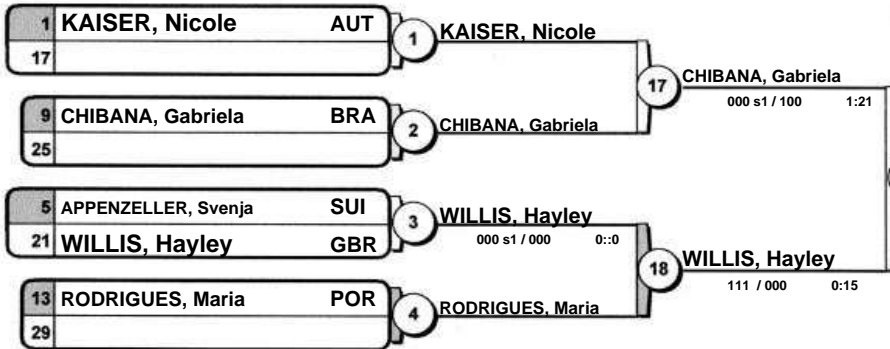 1 KAISER, Nicole AUT
17
1 KAISER, Nicole
17 CHIBANA, Gabriela
000 s1 / 100 1:21
9 CHIBANA, Gabriela BRA
25
2 CHIBANA, Gabriela
5 APPENZELLER, Svenja SUI
21 WILLIS, Hayley GBR
3 WILLIS, Hayley
000 s1 / 000 0::0
18 WILLIS, Hayley
111 / 000 0:15
13 RODRIGUES, Maria POR
29
4 RODRIGUES, Maria